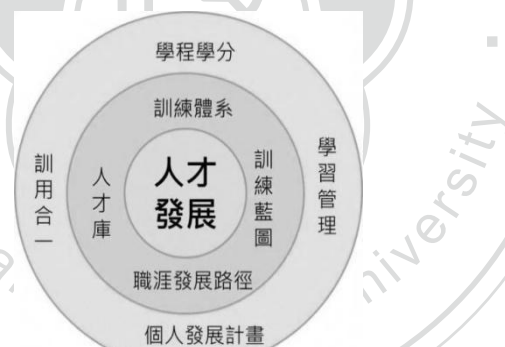 學程學分
訓練體系
訓用合一
人才庫
人才
發展
訓練藍圖
學習管理
職涯發展路徑
個人發展計畫
versity
niver